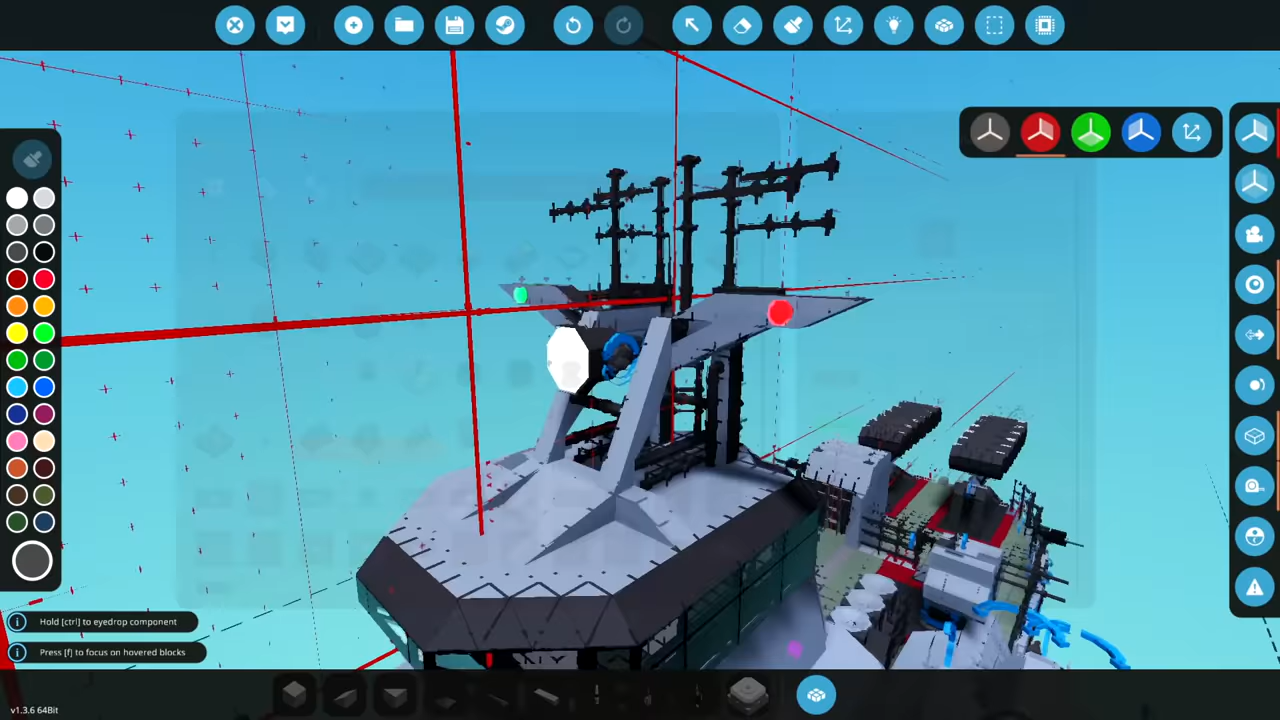 Hold [ctrl] to eyedrop component
Press [f] to focus on hovered blocks
v1.3.6 64Bit